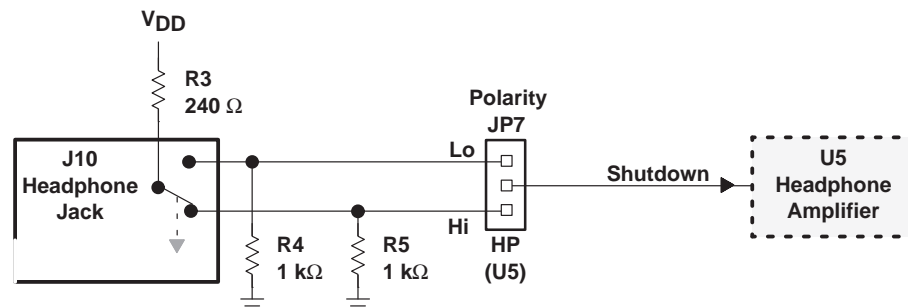 VDD
R3
240 Ω
Polarity
JP7
J10
Headphone
Jack
Lo
Hi
Shutdown
U5
Headphone
Amplifier
R4
1 kΩ
R5
1 kΩ
HP
(U5)